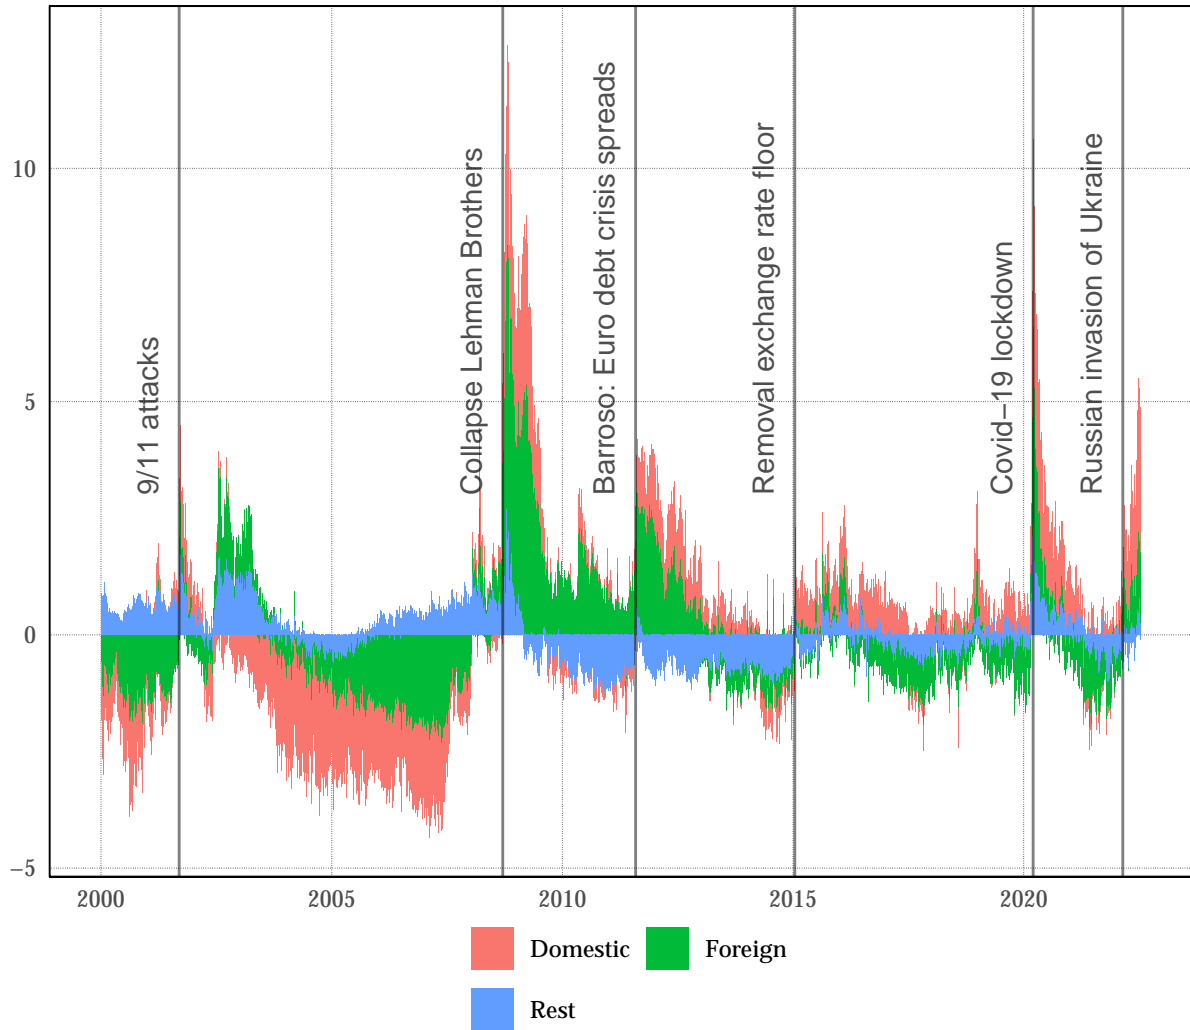 10
5
0
−5
9/11 attacks
Collapse Lehman Brothers
Barroso: Euro debt crisis spreads
Removal exchange rate floor
Covid−19 lockdown
Russian invasion of Ukraine
2000 2005 2010 2015 2020
Domestic Foreign
Rest